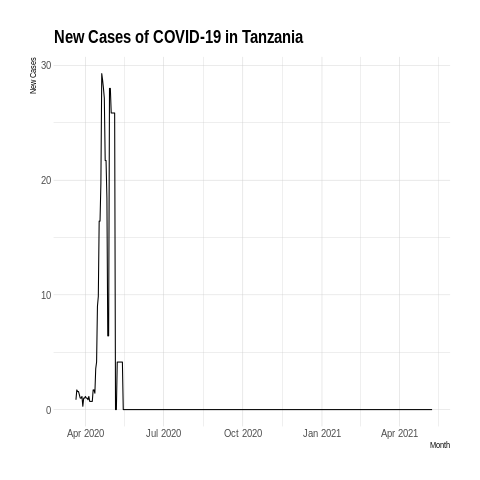 New Cases of COVID-19 in Tanzania
New Cases
30
20
10
0
Apr 2020 Jul 2020 Oct 2020 Jan 2021 Apr 2021
Month